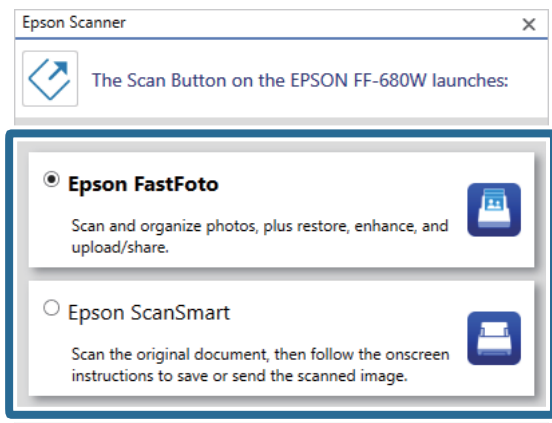 Epson Scanner
The Scan Button on the EPSON FF-680W launches:
Epson FastFoto
Scan and organize photos, plus restore, enhance, and
upload/share.
Epson ScanSmart
Scan the original document, then follow the onscreen
instructions to save or send the scanned image.